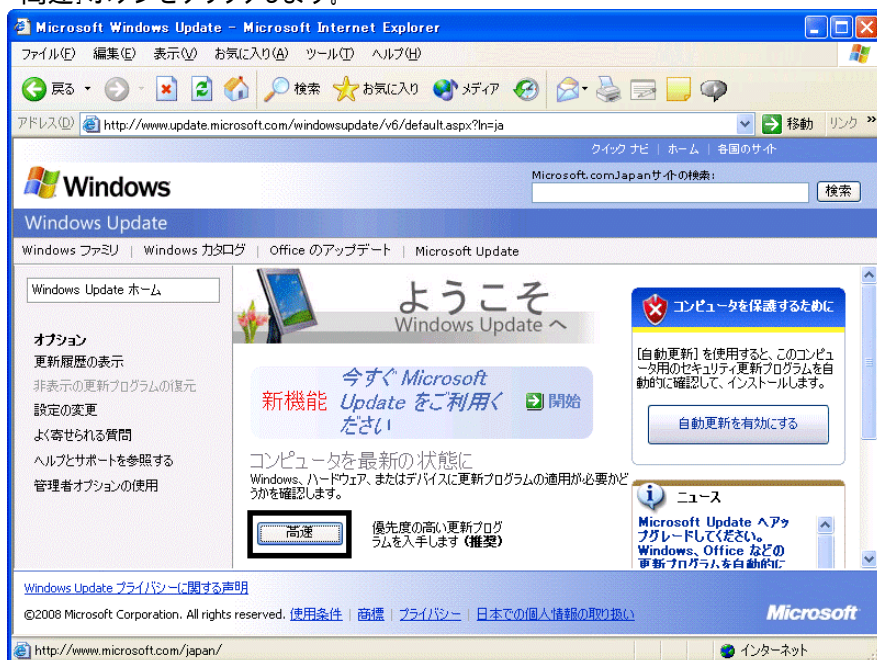 「高速」ボタンをクリックします。
Microsoft Windows Update - Microsoft Internet Explorer
ファイル(F) 編集(E) 表示(V) お気に入り(A) ツール(T) ヘルプ(H)
戻る 検索 お気に入り メディア
アドレス(D) http://www.update.microsoft.com/windowsupdate/v6/default.aspx?ln=ja 移動 リンク »
クイック ナビ | ホーム | 各国のサイト
Windows
Microsoft.comJapanサイトの検索:
検索
Windows Update
Windows ファミリ | Windows カタログ | Office のアップデート | Microsoft Update
Windows Update ホーム
オプション
更新履歴の表示
非表示の更新プログラムの復元
設定の変更
よく寄せられる質問
ヘルプとサポートを参照する
管理者オプションの使用
ようこそ
Windows Update へ
新機能
今すぐ Microsoft
Update をご利用く
ださい
開始
コンピュータを最新の状態に
Windows、ハードウェア、またはデバイスに更新プログラムの適用が必要かど
うかを確認します。
高速
優先度の高い更新プログ
ラムを入手します (推奨)
コンピュータを保護するために
[自動更新] を使用すると、このコンピュ
ータ用のセキュリティ更新プログラムを自
動的に確認して、インストールします。
自動更新を有効にする
ニュース
Microsoft Update へアッ
プグレードしてください。
Windows、Office などの
更新プログラムを自動的に
Windows Update プライバシーに関する声明
©2008 Microsoft Corporation. All rights reserved. 使用条件 | 商標 | プライバシー | 日本での個人情報の取り扱い
Microsoft
http://www.microsoft.com/japan/
インターネット